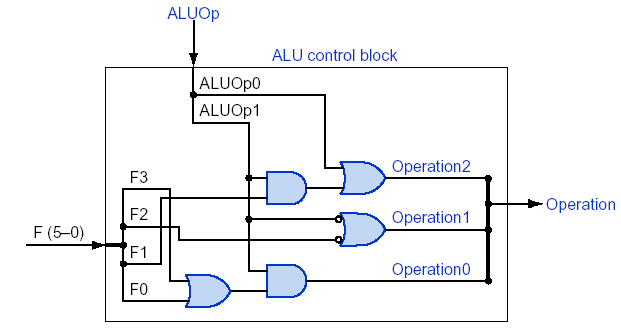 ALUOp
ALU control block
ALUOp0
ALUOp1
Operation2
F3
Operation
F2
Operation1
F (5–0)
F1
Operation0
F0